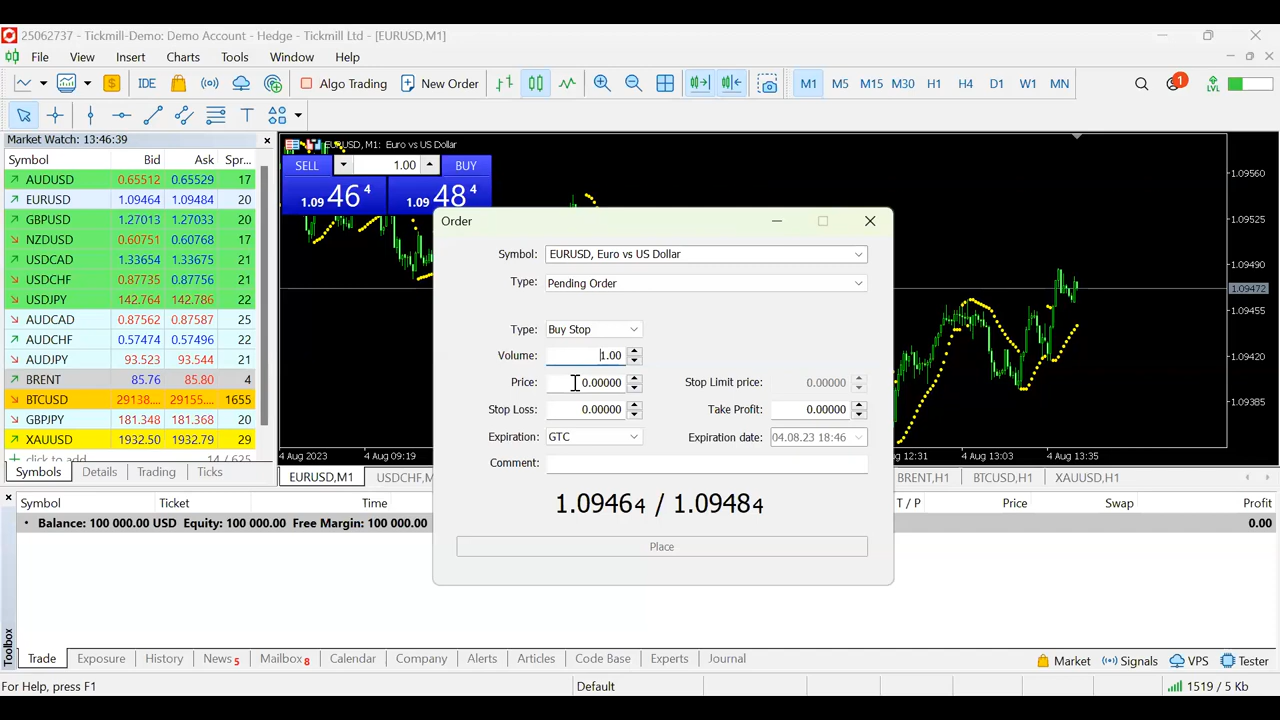 25062737 - Tickmill-Demo: Demo Account - Hedge - Tickmill Ltd - [EURUSD,M1]
File View Insert Charts Tools Window Help
IDE Algo Trading New Order M1 M5 M15 M30 H1 H4 D1 W1 MN 1 LVL
T
Market Watch: 13:46:39
Symbol Bid Ask Spr...
AUDUSD 0.65512 0.65529 17
EURUSD 1.09464 1.09484 20
GBPUSD 1.27013 1.27033 20
NZDUSD 0.60751 0.60768 17
USDCAD 1.33654 1.33675 21
USDCHF 0.87735 0.87756 21
USDJPY 142.764 142.786 22
AUDCAD 0.87562 0.87587 25
AUDCHF 0.57474 0.57496 22
AUDJPY 93.523 93.544 21
BRENT 85.76 85.80 4
BTCUSD 29138.... 29155.... 1655
GBPJPY 181.348 181.368 20
XAUUSD 1932.50 1932.79 29
click to add 14 / 625
Symbols Details Trading Ticks
EURUSD, M1: Euro vs US Dollar
SELL 1.00 BUY
1.09 46 4 1.09 48 4
1.09560
1.09525
1.09490
1.09472
1.09455
1.09420
1.09385
4 Aug 2023 4 Aug 09:19 12:31 4 Aug 13:03 4 Aug 13:35
EURUSD,M1 USDCHF,M BRENT,H1 BTCUSD,H1 XAUUSD,H1
Order
Symbol: EURUSD, Euro vs US Dollar
Type: Pending Order
Type: Buy Stop
Volume: 1.00
Price: 0.00000 Stop Limit price: 0.00000
Stop Loss: 0.00000 Take Profit: 0.00000
Expiration: GTC Expiration date: 04.08.23 18:46
Comment:
1.09464 / 1.09484
Place
Symbol Ticket Time T / P Price Swap Profit
Balance: 100 000.00 USD Equity: 100 000.00 Free Margin: 100 000.00 0.00
Toolbox
Trade Exposure History News 5 Mailbox 8 Calendar Company Alerts Articles Code Base Experts Journal Market Signals VPS Tester
For Help, press F1 Default 1519 / 5 Kb